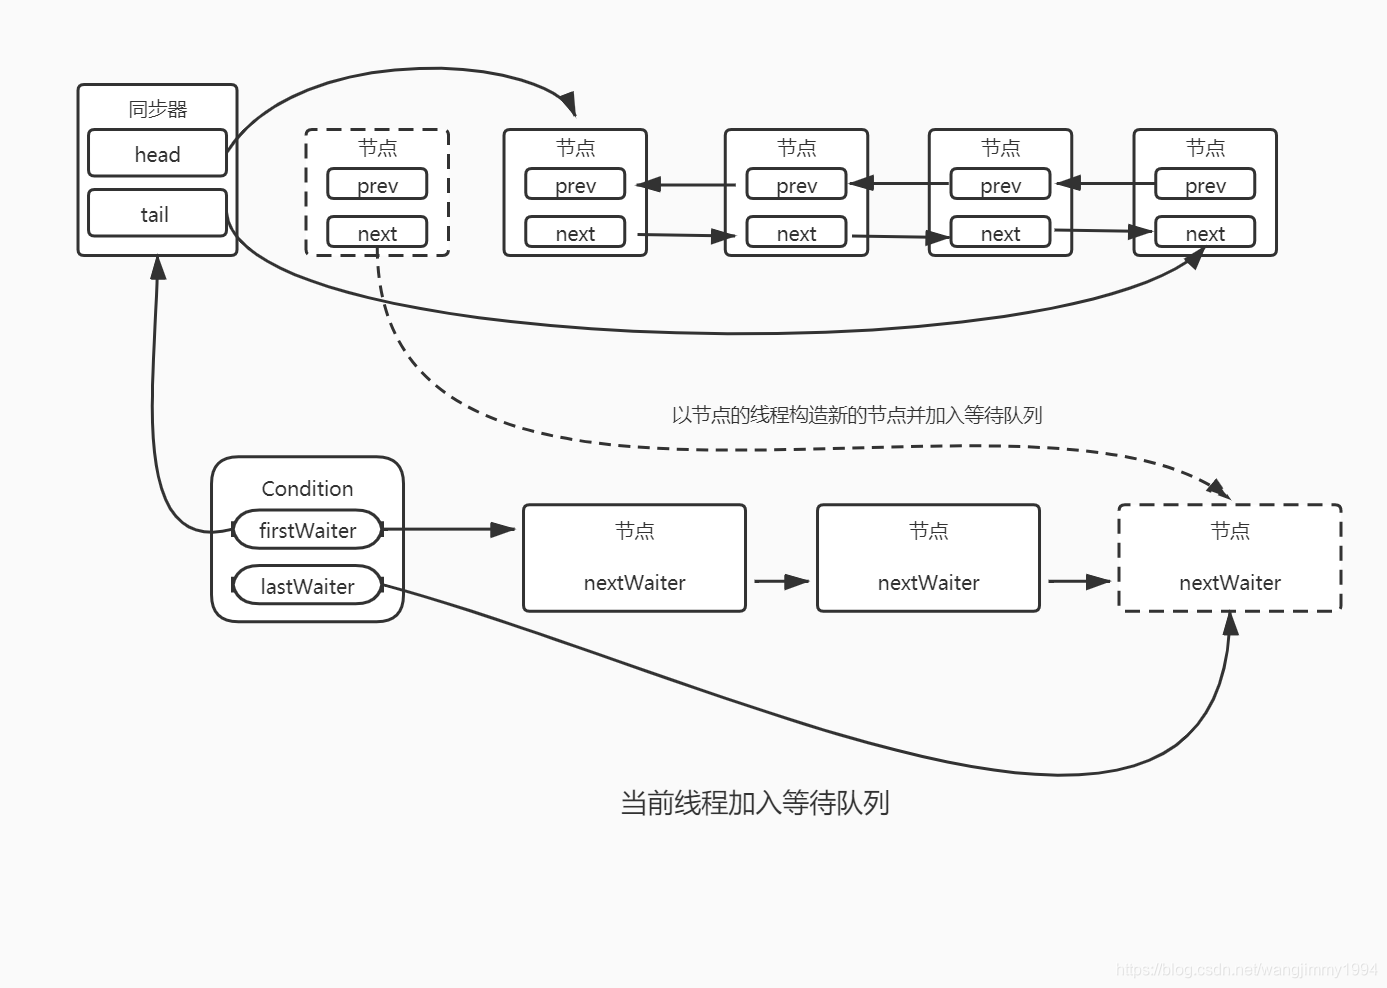 同步器
head
tail
节点
prev
next
节点
prev
next
节点
prev
next
节点
prev
next
节点
prev
next
以节点的线程构造新的节点并加入等待队列
Condition
firstWaiter
lastWaiter
节点
nextWaiter
节点
nextWaiter
节点
nextWaiter
当前线程加入等待队列
https://blog.csdn.net/wangjimmy1994